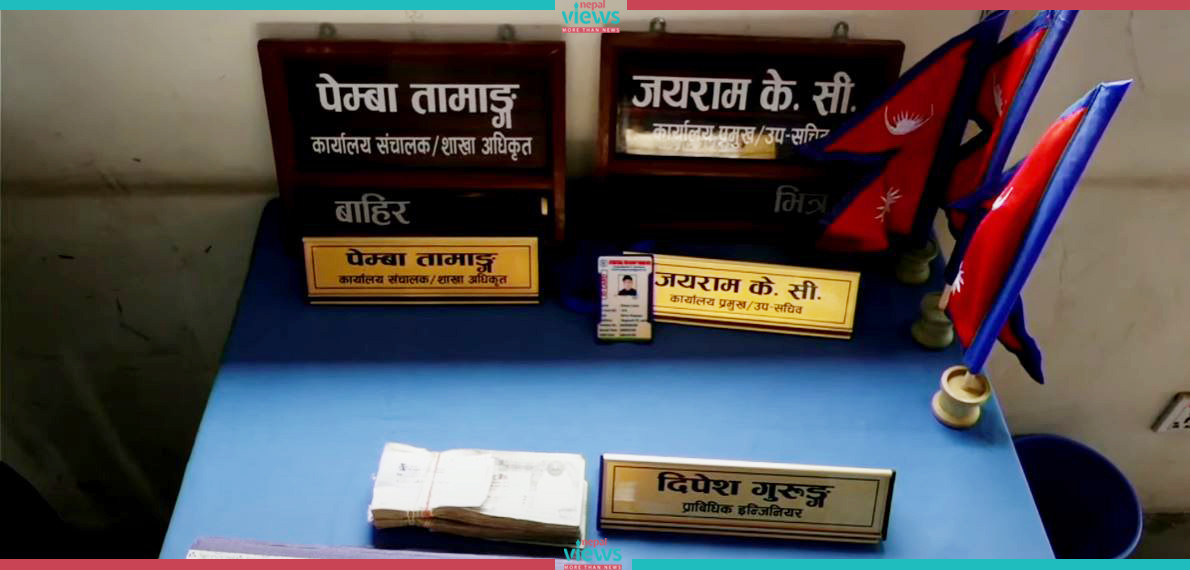 nepal
views
MORE THAN NEWS
पेम्बा तामाङ्ग
कार्यालय संचालक/शाखा अधिकृत
बाहिर
जयराम के. सी.
कार्यालय प्रमुख/उप-सचिव
भित्र
पेम्बा तामाङ्ग
कार्यालय संचालक/शाखा अधिकृत
जयराम के. सी.
कार्यालय प्रमुख/उप-सचिव
दिपेश गुरूङ्ग
प्राबिधिक इन्जिनियर
nepal
views
MORE THAN NEWS